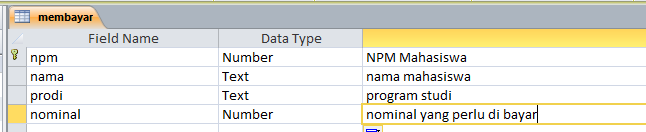 membayar
Field Name Data Type
npm Number NPM Mahasiswa
nama Text nama mahasiswa
prodi Text program studi
nominal Number nominal yang perlu di bayar